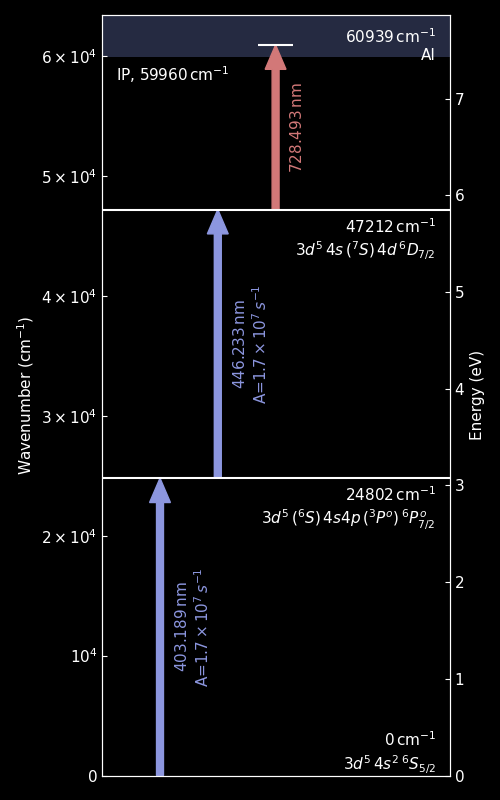 60939 cm⁻¹
AI
IP, 59960 cm⁻¹
728.493 nm
47212 cm⁻¹
3d⁵ 4s (⁷S) 4d ⁶D₇/₂
446.233 nm
A=1.7 × 10⁷ s⁻¹
24802 cm⁻¹
3d⁵ (⁶S) 4s4p (³Pᵒ) ⁶Pᵒ₇/₂
403.189 nm
A=1.7 × 10⁷ s⁻¹
0 cm⁻¹
3d⁵ 4s² ⁶S₅/₂
Wavenumber (cm⁻¹)
6 × 10⁴
5 × 10⁴
4 × 10⁴
3 × 10⁴
2 × 10⁴
10⁴
0
Energy (eV)
7
6
5
4
3
2
1
0